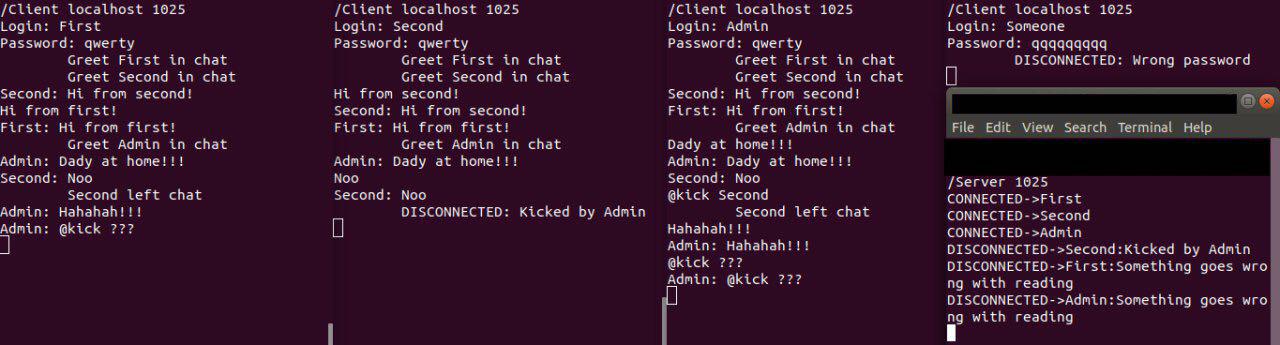 /Client localhost 1025
Login: First
Password: qwerty
Greet First in chat
Greet Second in chat
Second: Hi from second!
Hi from first!
First: Hi from first!
Greet Admin in chat
Admin: Dady at home!!!
Second: Noo
Second left chat
Admin: Hahahah!!!
Admin: @kick ???
/Client localhost 1025
Login: Second
Password: qwerty
Greet First in chat
Greet Second in chat
Hi from second!
Second: Hi from second!
First: Hi from first!
Greet Admin in chat
Admin: Dady at home!!!
Noo
Second: Noo
DISCONNECTED: Kicked by Admin
/Client localhost 1025
Login: Admin
Password: qwerty
Greet First in chat
Greet Second in chat
Second: Hi from second!
First: Hi from first!
Greet Admin in chat
Dady at home!!!
Admin: Dady at home!!!
Second: Noo
@kick Second
Second left chat
Hahahah!!!
Admin: Hahahah!!!
@kick ???
Admin: @kick ???
/Client localhost 1025
Login: Someone
Password: qqqqqqqqq
DISCONNECTED: Wrong password
File Edit View Search Terminal Help
/Server 1025
CONNECTED->First
CONNECTED->Second
CONNECTED->Admin
DISCONNECTED->Second:Kicked by Admin
DISCONNECTED->First:Something goes wro
ng with reading
DISCONNECTED->Admin:Something goes wro
ng with reading